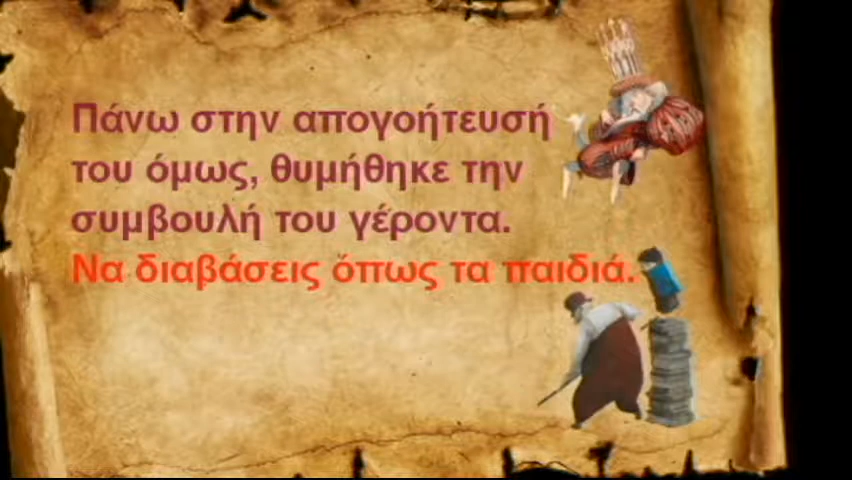 Πάνω στην απογοήτευσή
του όμως, θυμήθηκε την
συμβουλή του γέροντα.
Να διαβάσεις όπως τα παιδιά.